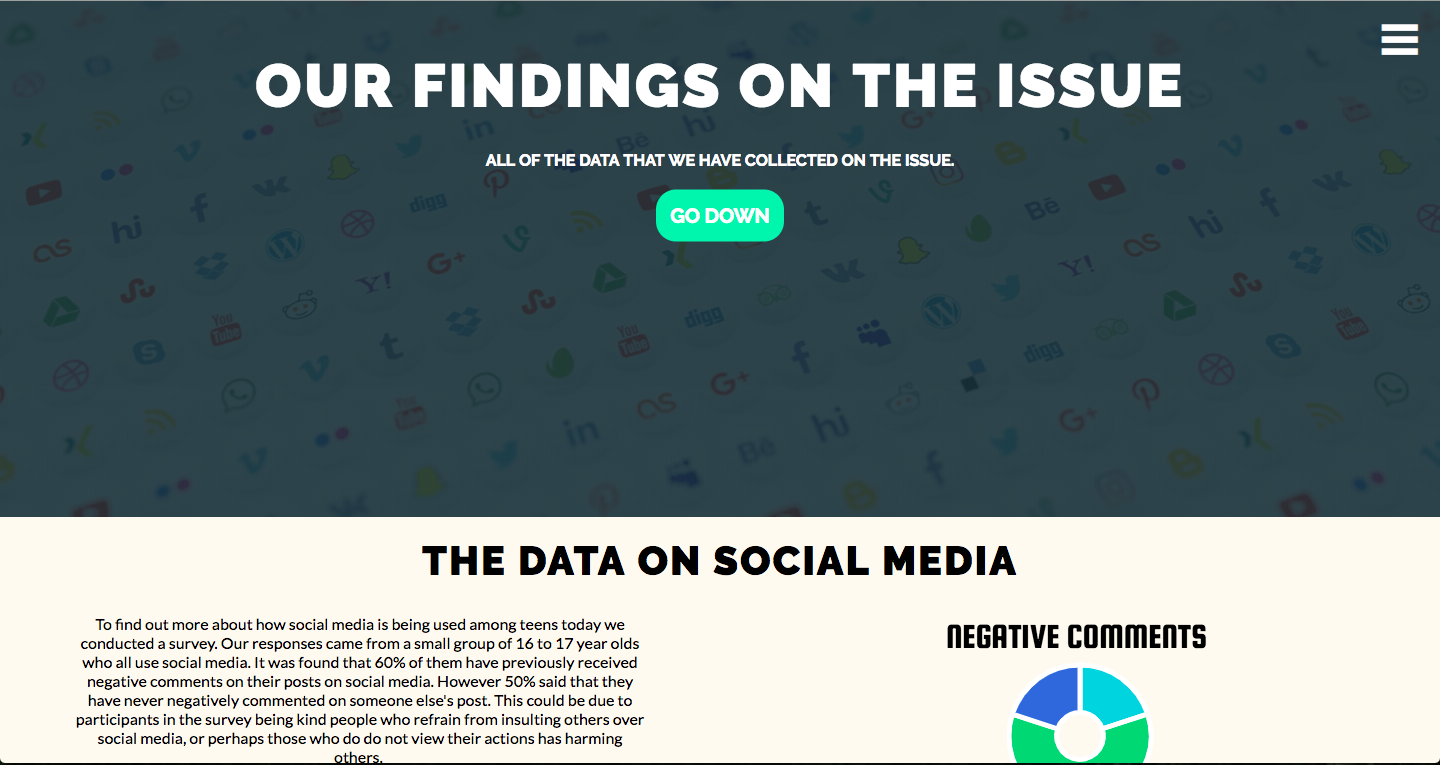 OUR FINDINGS ON THE ISSUE
ALL OF THE DATA THAT WE HAVE COLLECTED ON THE ISSUE.
GO DOWN
THE DATA ON SOCIAL MEDIA
To find out more about how social media is being used among teens today we
conducted a survey. Our responses came from a small group of 16 to 17 year olds
who all use social media. It was found that 60% of them have previously received
negative comments on their posts on social media. However 50% said that they
have never negatively commented on someone else's post. This could be due to
participants in the survey being kind people who refrain from insulting others over
social media, or perhaps those who do do not view their actions has harming
others.
NEGATIVE COMMENTS